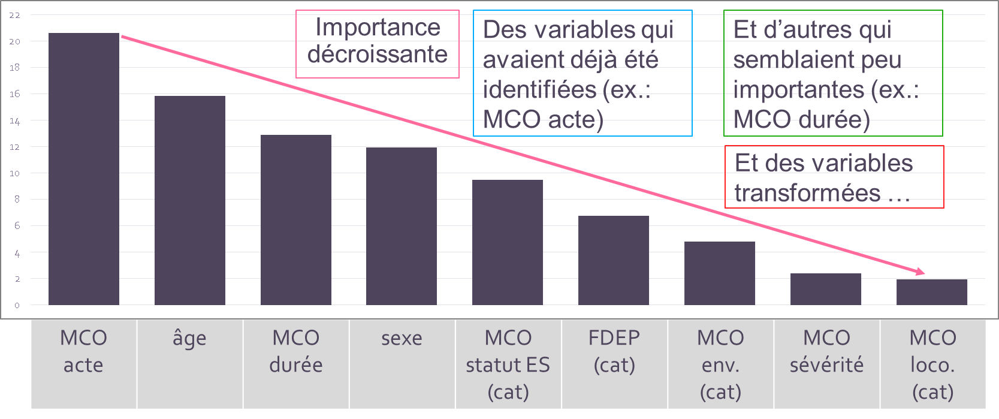 22
20
18
16
14
12
10
8
6
4
2
0
Importance
décroissante
Des variables qui
avaient déjà été
identifiées (ex.:
MCO acte)
Et d’autres qui
semblaient peu
importantes (ex.:
MCO durée)
Et des variables
transformées …
MCO
acte
âge
MCO
durée
sexe
MCO
statut ES
(cat)
FDEP
(cat)
MCO
env.
(cat)
MCO
sévérité
MCO
loco.
(cat)